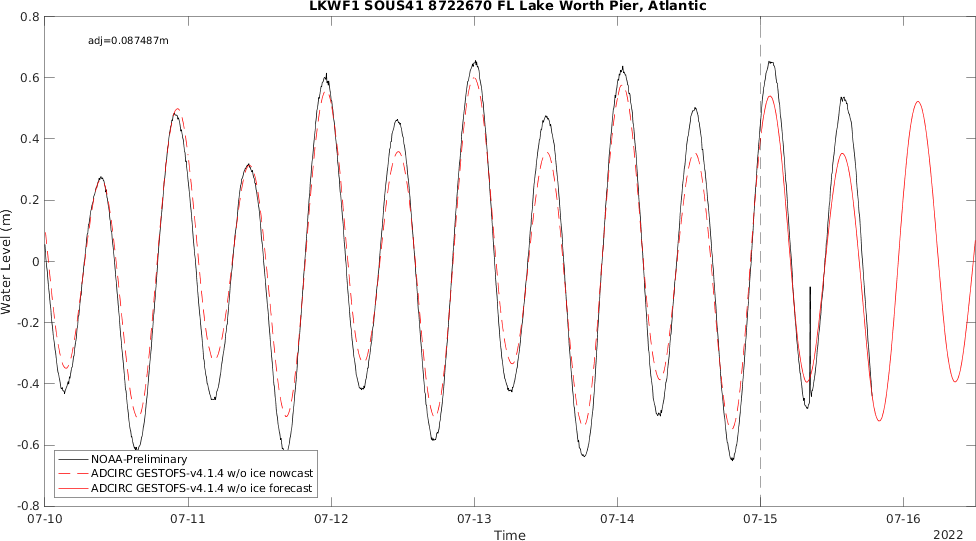 LKWF1 SOUS41 8722670 FL Lake Worth Pier, Atlantic
adj=0.087487m
0.8
0.6
0.4
0.2
0
-0.2
-0.4
-0.6
-0.8
Water Level (m)
NOAA-Preliminary
ADCIRC GESTOFS-v4.1.4 w/o ice nowcast
ADCIRC GESTOFS-v4.1.4 w/o ice forecast
07-10 07-11 07-12 07-13 07-14 07-15 07-16
Time
2022